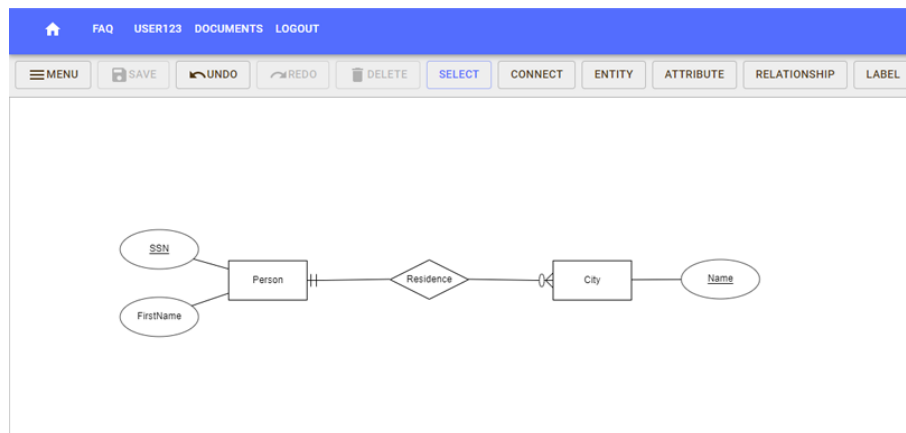 FAQ USER123 DOCUMENTS LOGOUT
MENU SAVE UNDO REDO DELETE SELECT CONNECT ENTITY ATTRIBUTE RELATIONSHIP LABEL
SSN
Person Residence City Name
FirstName